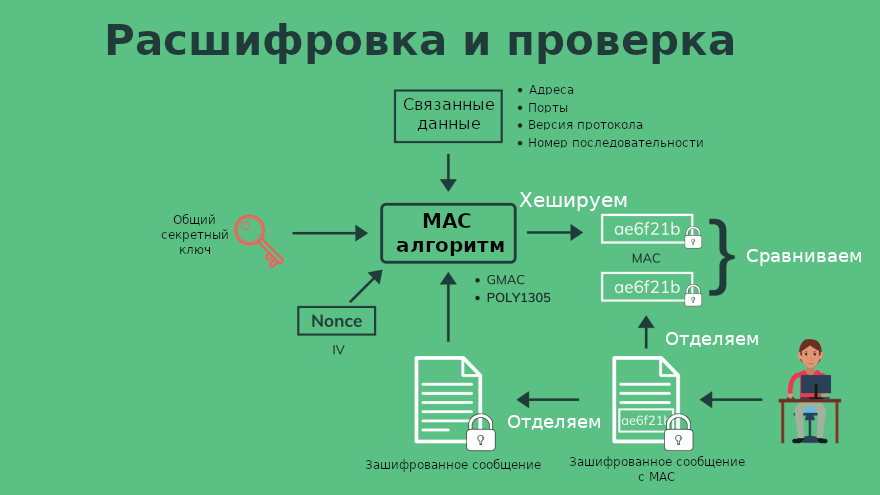 Расшифровка и проверка
Связанные
данные
• Адреса
• Порты
• Версия протокола
• Номер последовательности
Общий
секретный
ключ
MAC
алгоритм
Хешируем
ae6f21b
MAC
ae6f21b
Сравниваем
• GMAC
• POLY1305
Nonce
IV
Отделяем
Отделяем
ae6f21b
Зашифрованное сообщение
Зашифрованное сообщение
с MAC